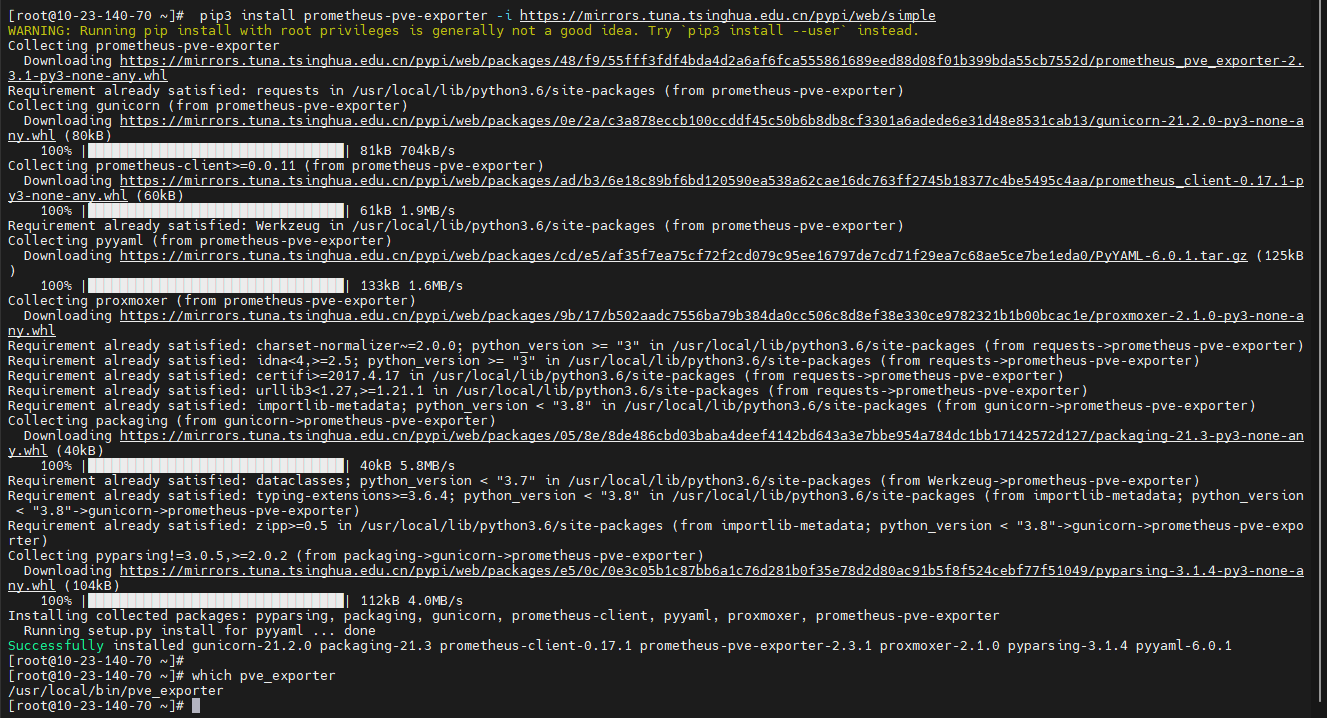 [root@10-23-140-70 ~]#  pip3 install prometheus-pve-exporter -i https://mirrors.tuna.tsinghua.edu.cn/pypi/web/simple
WARNING: Running pip install with root privileges is generally not a good idea. Try `pip3 install --user` instead.
Collecting prometheus-pve-exporter
  Downloading https://mirrors.tuna.tsinghua.edu.cn/pypi/web/packages/48/f9/55fff3fdf4bda4d2a6af6fca555861689eed88d08f01b399bda55cb7552d/prometheus_pve_exporter-2.
3.1-py3-none-any.whl
Requirement already satisfied: requests in /usr/local/lib/python3.6/site-packages (from prometheus-pve-exporter)
Collecting gunicorn (from prometheus-pve-exporter)
  Downloading https://mirrors.tuna.tsinghua.edu.cn/pypi/web/packages/0e/2a/c3a878eccb100ccddf45c50b6b8db8cf3301a6adede6e31d48e8531cab13/gunicorn-21.2.0-py3-none-a
ny.whl (80kB)
    100% |████████████████████████████████| 81kB 704kB/s
Collecting prometheus-client>=0.0.11 (from prometheus-pve-exporter)
  Downloading https://mirrors.tuna.tsinghua.edu.cn/pypi/web/packages/ad/b3/6e18c89bf6bd120590ea538a62cae16dc763ff2745b18377c4be5495c4aa/prometheus_client-0.17.1-p
y3-none-any.whl (60kB)
    100% |████████████████████████████████| 61kB 1.9MB/s
Requirement already satisfied: Werkzeug in /usr/local/lib/python3.6/site-packages (from prometheus-pve-exporter)
Collecting pyyaml (from prometheus-pve-exporter)
  Downloading https://mirrors.tuna.tsinghua.edu.cn/pypi/web/packages/cd/e5/af35f7ea75cf72f2cd079c95ee16797de7cd71f29ea7c68ae5ce7be1eda0/PyYAML-6.0.1.tar.gz (125kB
)
    100% |████████████████████████████████| 133kB 1.6MB/s
Collecting proxmoxer (from prometheus-pve-exporter)
  Downloading https://mirrors.tuna.tsinghua.edu.cn/pypi/web/packages/9b/17/b502aadc7556ba79b384da0cc506c8d8ef38e330ce9782321b1b00bcac1e/proxmoxer-2.1.0-py3-none-a
ny.whl
Requirement already satisfied: charset-normalizer~=2.0.0; python_version >= "3" in /usr/local/lib/python3.6/site-packages (from requests->prometheus-pve-exporter)
Requirement already satisfied: idna<4,>=2.5; python_version >= "3" in /usr/local/lib/python3.6/site-packages (from requests->prometheus-pve-exporter)
Requirement already satisfied: certifi>=2017.4.17 in /usr/local/lib/python3.6/site-packages (from requests->prometheus-pve-exporter)
Requirement already satisfied: urllib3<1.27,>=1.21.1 in /usr/local/lib/python3.6/site-packages (from requests->prometheus-pve-exporter)
Requirement already satisfied: importlib-metadata; python_version < "3.8" in /usr/local/lib/python3.6/site-packages (from gunicorn->prometheus-pve-exporter)
Collecting packaging (from gunicorn->prometheus-pve-exporter)
  Downloading https://mirrors.tuna.tsinghua.edu.cn/pypi/web/packages/05/8e/8de486cbd03baba4deef4142bd643a3e7bbe954a784dc1bb17142572d127/packaging-21.3-py3-none-an
y.whl (40kB)
    100% |████████████████████████████████| 40kB 5.8MB/s
Requirement already satisfied: dataclasses; python_version < "3.7" in /usr/local/lib/python3.6/site-packages (from Werkzeug->prometheus-pve-exporter)
Requirement already satisfied: typing-extensions>=3.6.4; python_version < "3.8" in /usr/local/lib/python3.6/site-packages (from importlib-metadata; python_version
 < "3.8"->gunicorn->prometheus-pve-exporter)
Requirement already satisfied: zipp>=0.5 in /usr/local/lib/python3.6/site-packages (from importlib-metadata; python_version < "3.8"->gunicorn->prometheus-pve-expo
rter)
Collecting pyparsing!=3.0.5,>=2.0.2 (from packaging->gunicorn->prometheus-pve-exporter)
  Downloading https://mirrors.tuna.tsinghua.edu.cn/pypi/web/packages/e5/0c/0e3c05b1c87bb6a1c76d281b0f35e78d2d80ac91b5f8f524cebf77f51049/pyparsing-3.1.4-py3-none-a
ny.whl (104kB)
    100% |████████████████████████████████| 112kB 4.0MB/s
Installing collected packages: pyparsing, packaging, gunicorn, prometheus-client, pyyaml, proxmoxer, prometheus-pve-exporter
  Running setup.py install for pyyaml ... done
Successfully installed gunicorn-21.2.0 packaging-21.3 prometheus-client-0.17.1 prometheus-pve-exporter-2.3.1 proxmoxer-2.1.0 pyparsing-3.1.4 pyyaml-6.0.1
[root@10-23-140-70 ~]#
[root@10-23-140-70 ~]# which pve_exporter
/usr/local/bin/pve_exporter
[root@10-23-140-70 ~]#